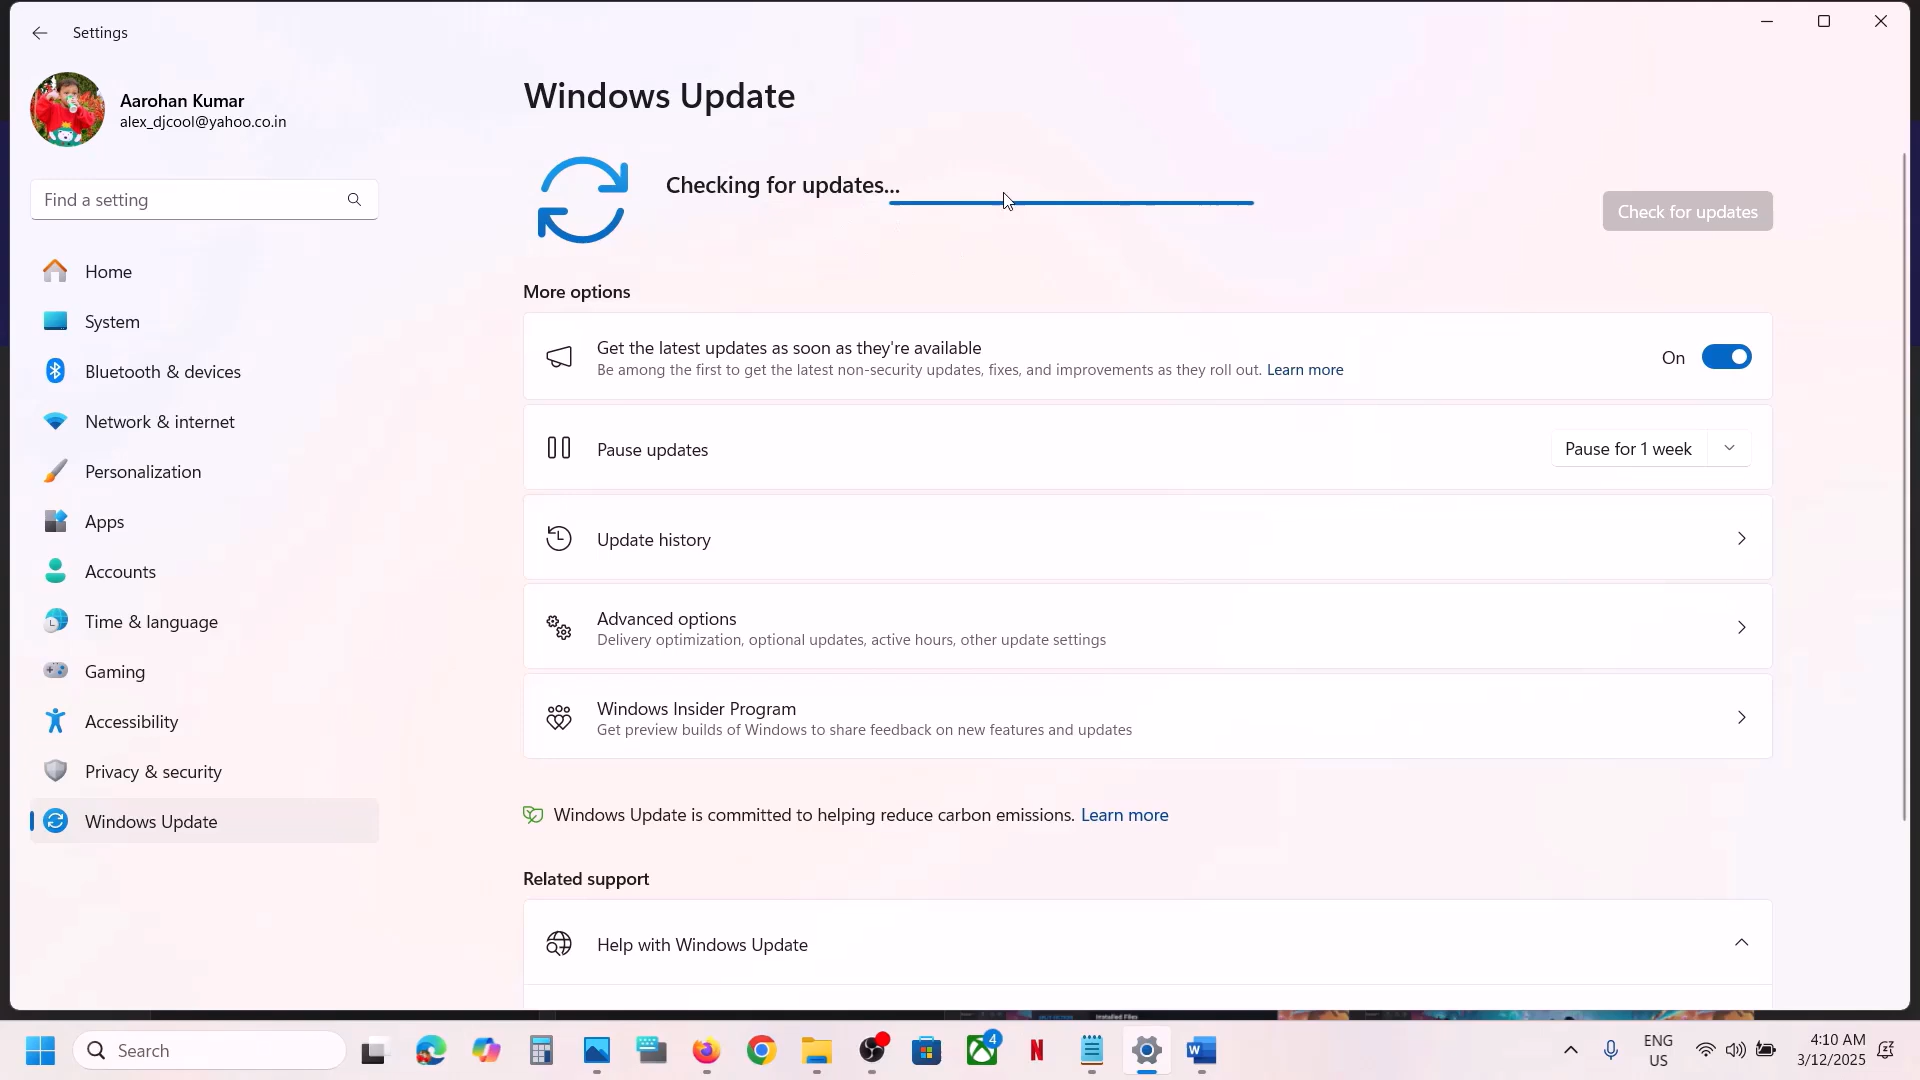 Settings
Aarohan Kumar
alex_djcool@yahoo.co.in
Find a setting
Home
System
Bluetooth & devices
Network & internet
Personalization
Apps
Accounts
Time & language
Gaming
Accessibility
Privacy & security
Windows Update
Windows Update
Checking for updates...
Check for updates
More options
Get the latest updates as soon as they're available
Be among the first to get the latest non-security updates, fixes, and improvements as they roll out. Learn more
On
Pause updates
Pause for 1 week
Update history
Advanced options
Delivery optimization, optional updates, active hours, other update settings
Windows Insider Program
Get preview builds of Windows to share feedback on new features and updates
Windows Update is committed to helping reduce carbon emissions. Learn more
Related support
Help with Windows Update
Installed Files
Search
4
N
W
ENG
US
4:10 AM
3/12/2025